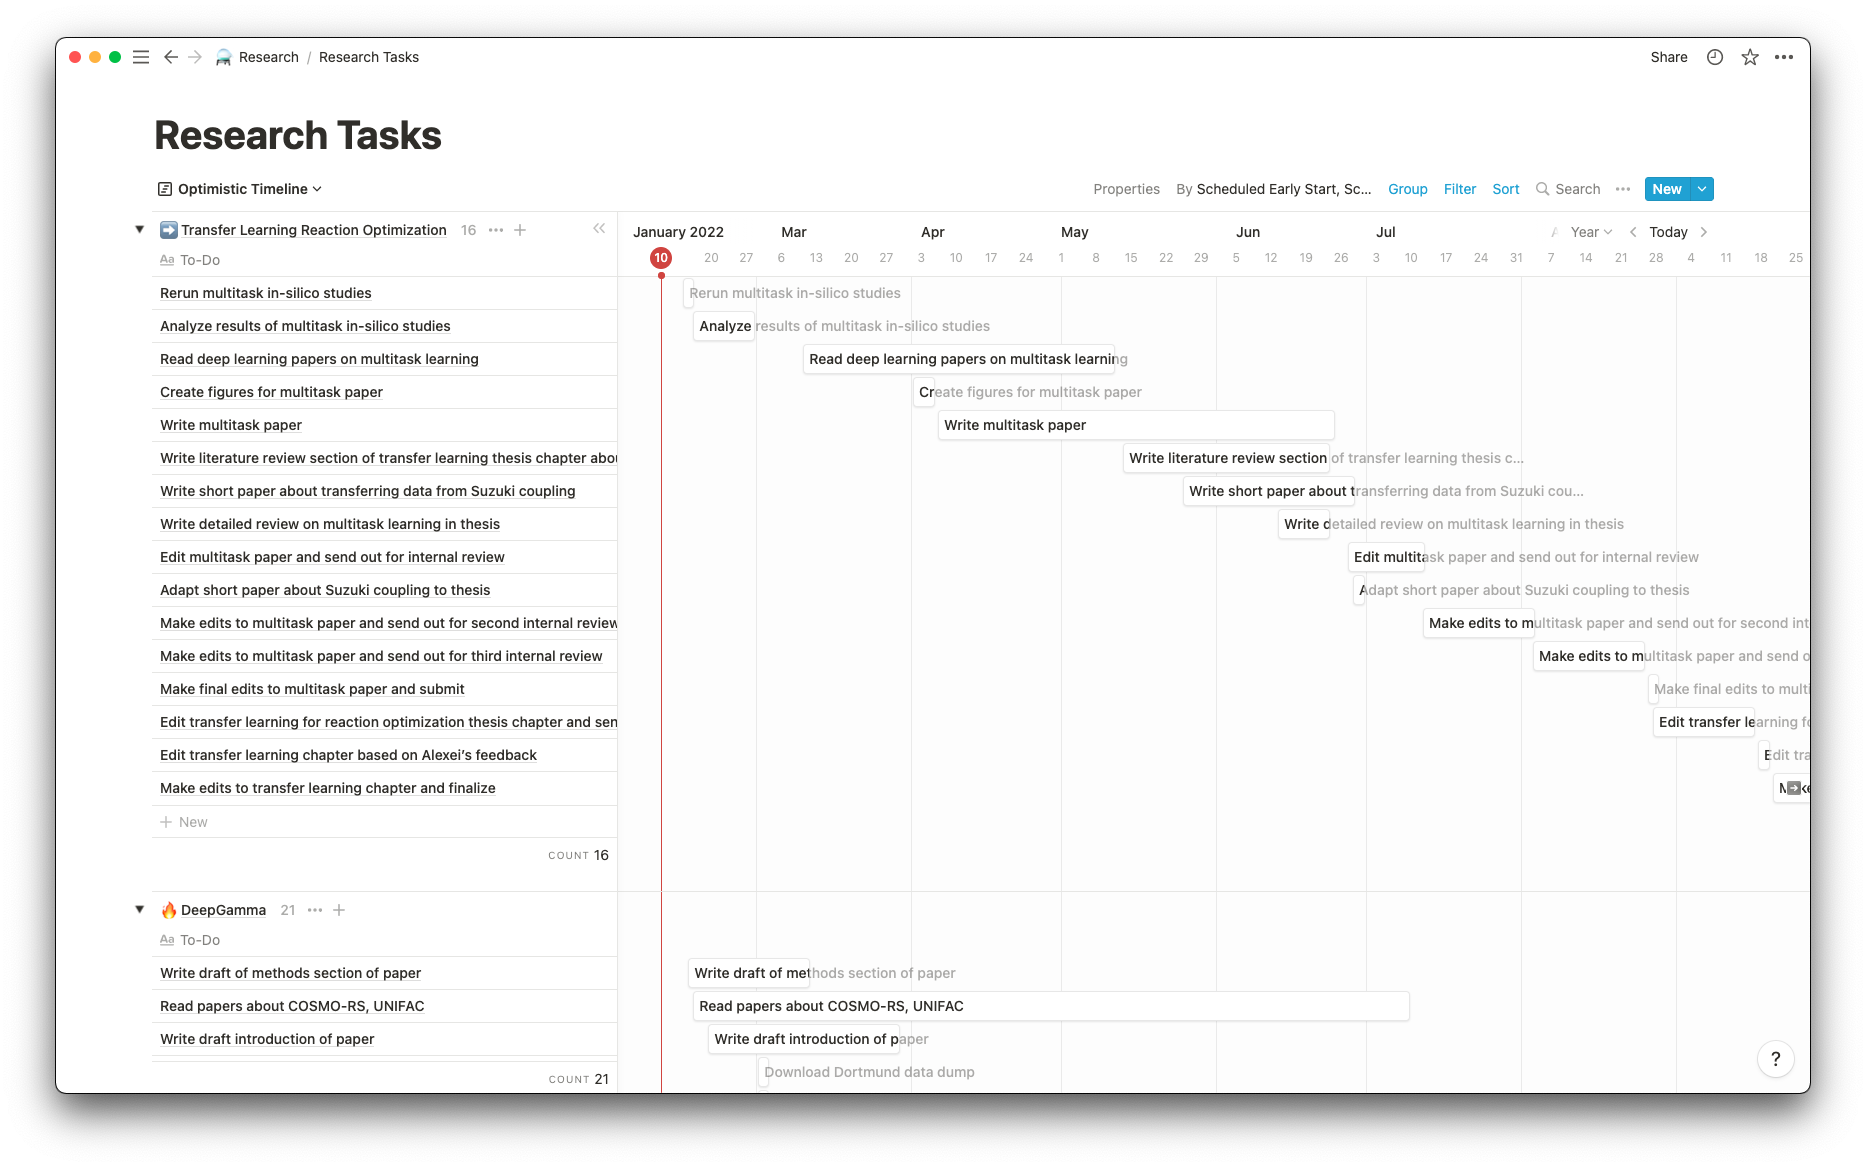 Research / Research Tasks
Share
Research Tasks
Optimistic Timeline
Properties By Scheduled Early Start, Sc... Group Filter Sort Search New
Transfer Learning Reaction Optimization 16
January 2022 Mar Apr May Jun Jul Year Today
Aa To-Do
10 20 27 6 13 20 27 3 10 17 24 1 8 15 22 29 5 12 19 26 3 10 17 24 31 7 14 21 28 4 11 18 25
Rerun multitask in-silico studies Rerun multitask in-silico studies
Analyze results of multitask in-silico studies Analyze results of multitask in-silico studies
Read deep learning papers on multitask learning Read deep learning papers on multitask learning
Create figures for multitask paper Create figures for multitask paper
Write multitask paper Write multitask paper
Write literature review section of transfer learning thesis chapter abou Write literature review section of transfer learning thesis c...
Write short paper about transferring data from Suzuki coupling Write short paper about transferring data from Suzuki cou...
Write detailed review on multitask learning in thesis Write detailed review on multitask learning in thesis
Edit multitask paper and send out for internal review Edit multitask paper and send out for internal review
Adapt short paper about Suzuki coupling to thesis Adapt short paper about Suzuki coupling to thesis
Make edits to multitask paper and send out for second internal review Make edits to multitask paper and send out for second int
Make edits to multitask paper and send out for third internal review Make edits to multitask paper and send o
Make final edits to multitask paper and submit Make final edits to multi
Edit transfer learning for reaction optimization thesis chapter and sen Edit transfer learning fo
Edit transfer learning chapter based on Alexei’s feedback Edit tra
Make edits to transfer learning chapter and finalize
New
COUNT 16
DeepGamma 21
Aa To-Do
Write draft of methods section of paper Write draft of methods section of paper
Read papers about COSMO-RS, UNIFAC Read papers about COSMO-RS, UNIFAC
Write draft introduction of paper Write draft introduction of paper
Download Dortmund data dump
COUNT 21
?